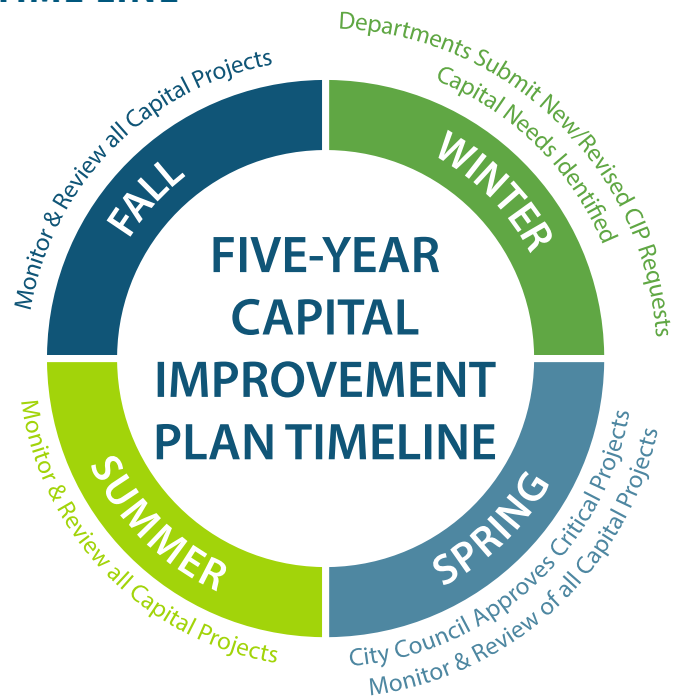 TIME LINE
Departments Submit New/Revised CIP Requests
Capital Needs Identified
WINTER
Monitor & Review all Capital Projects
FALL
FIVE-YEAR
CAPITAL
IMPROVEMENT
PLAN TIMELINE
SUMMER
Monitor & Review all Capital Projects
SPRING
City Council Approves Critical Projects
Monitor & Review of all Capital Projects